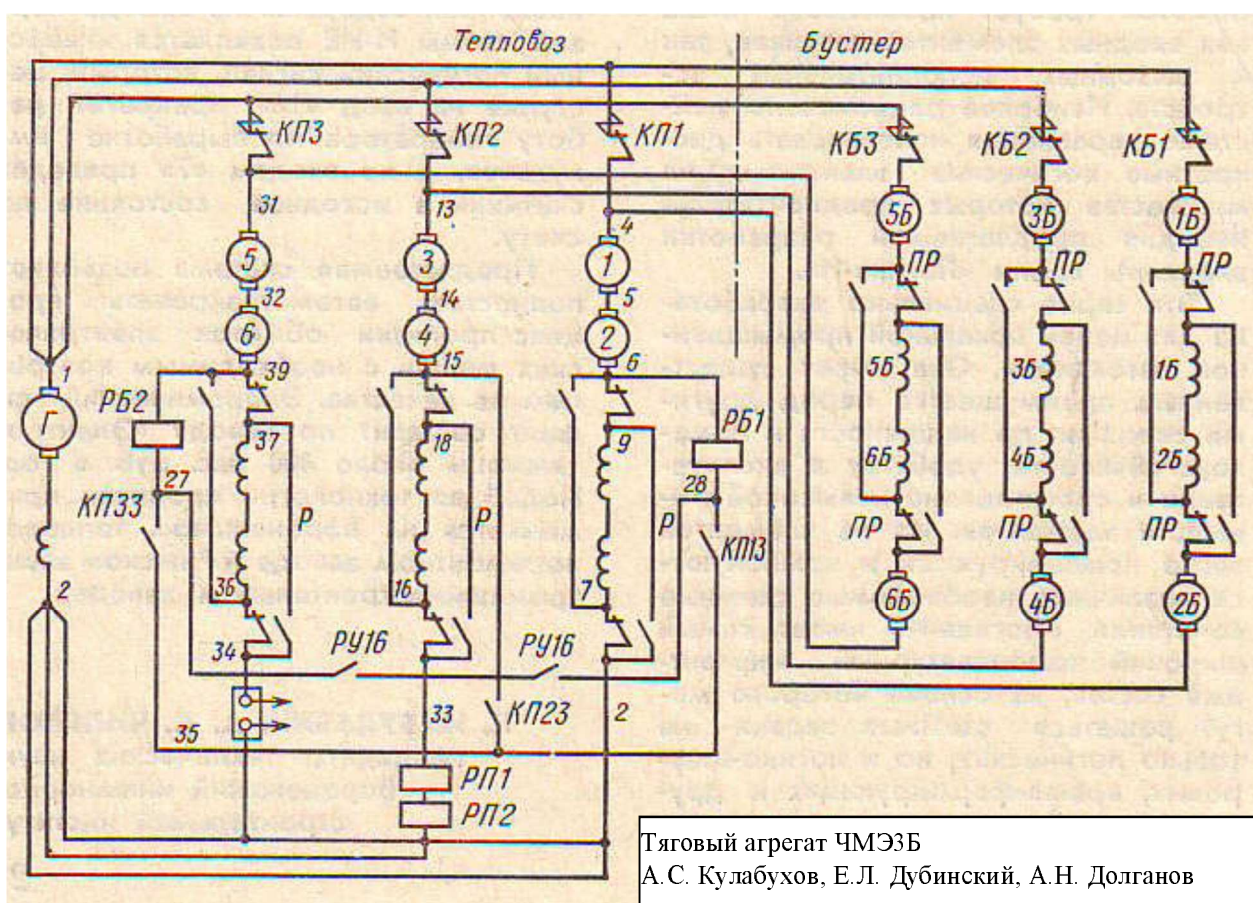 Тепловоз Бустер
КП3 КП2 КП1 КБ3 КБ2 КБ1
31 13 4
5 3 1 5Б 3Б 1Б
32 14 5 ПР ПР ПР
6 4 2
1 39 15 6
Г РБ2 37 18 9 РБ1 5Б 3Б 1Б
27 28 6Б 4Б 2Б
КП33 Р Р Р КП13 ПР ПР ПР
2 36 16 7 6Б 4Б 2Б
34 РУ16 РУ16
35 33 КП23 2
РП1
РП2
Тяговый агрегат ЧМЭ3Б
А.С. Кулабухов, Е.Л. Дубинский, А.Н. Долганов